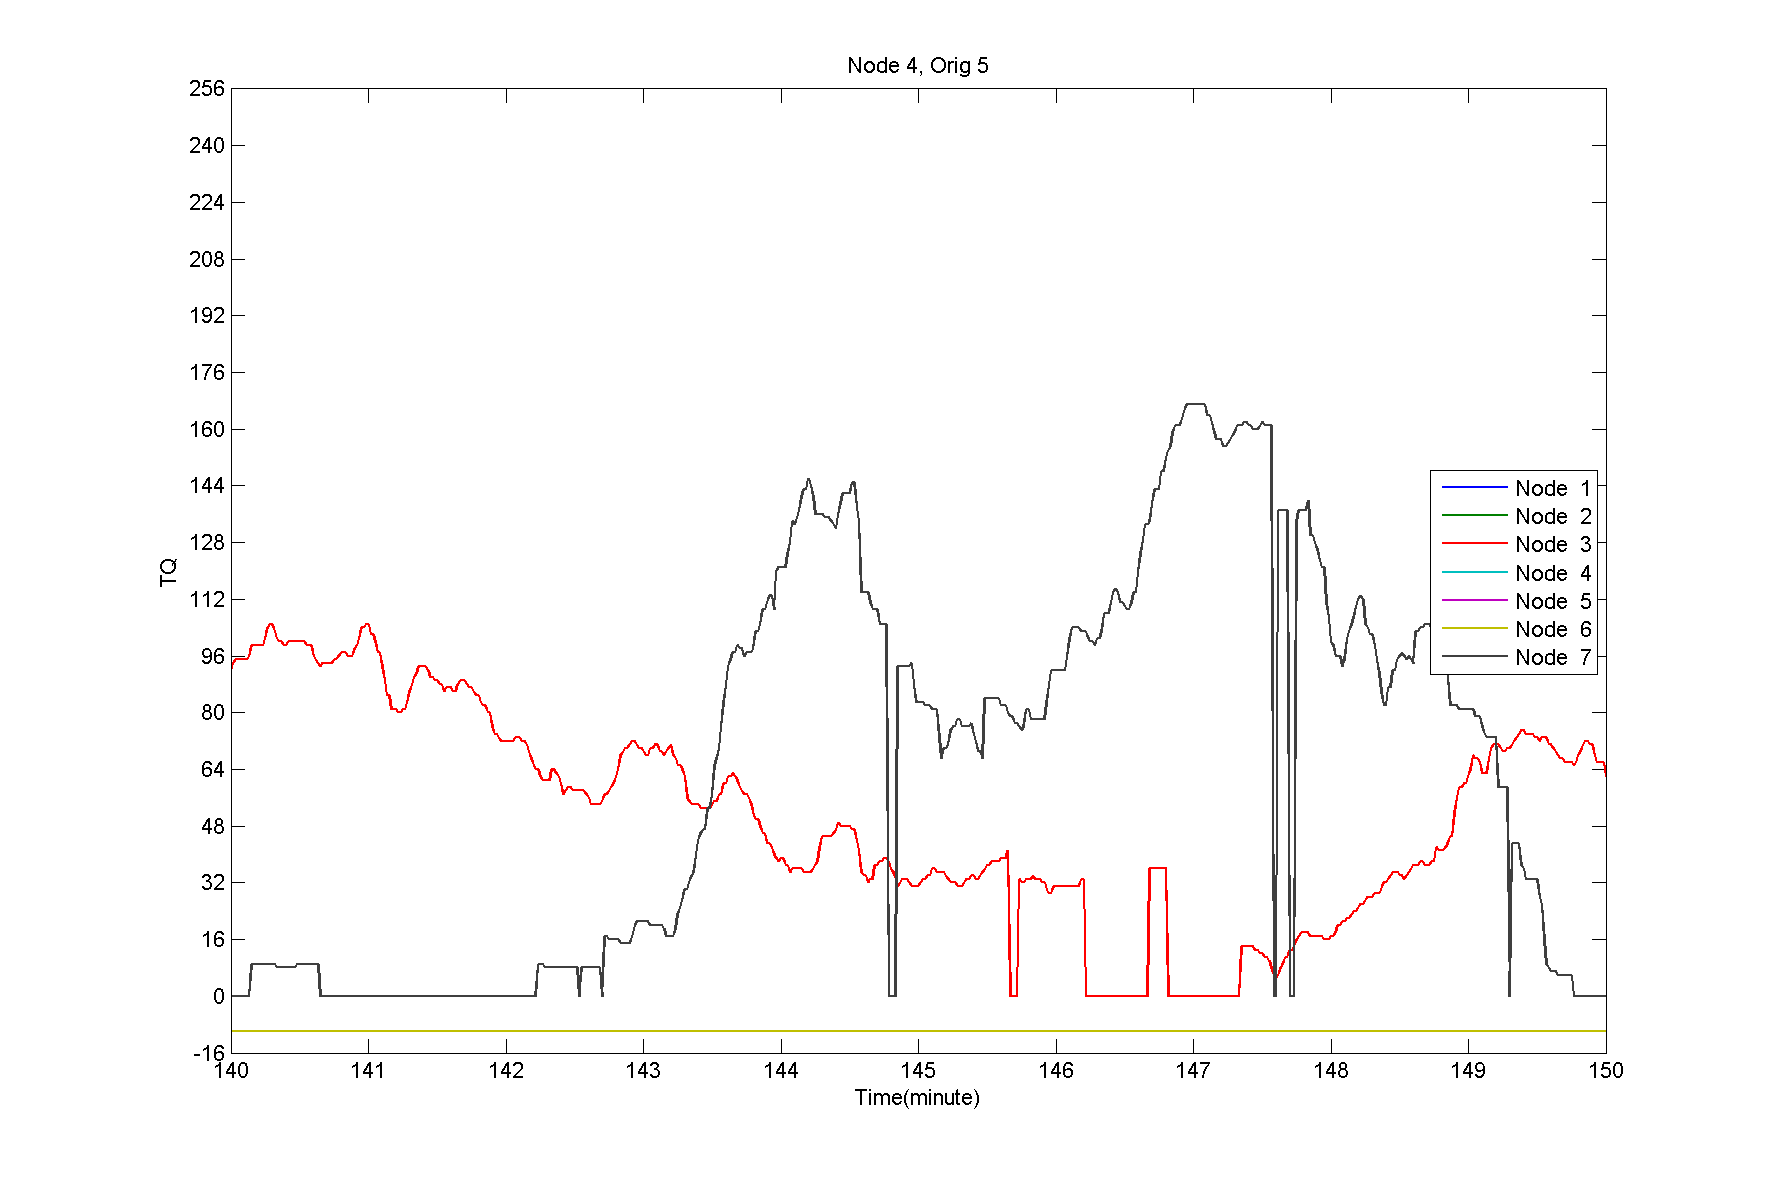 Node 4, Orig 5
256
240
224
208
192
176
160
144
128
112
96
80
64
48
32
16
0
-16
TQ
140 141 142 143 144 145 146 147 148 149 150
Time(minute)
Node 1
Node 2
Node 3
Node 4
Node 5
Node 6
Node 7